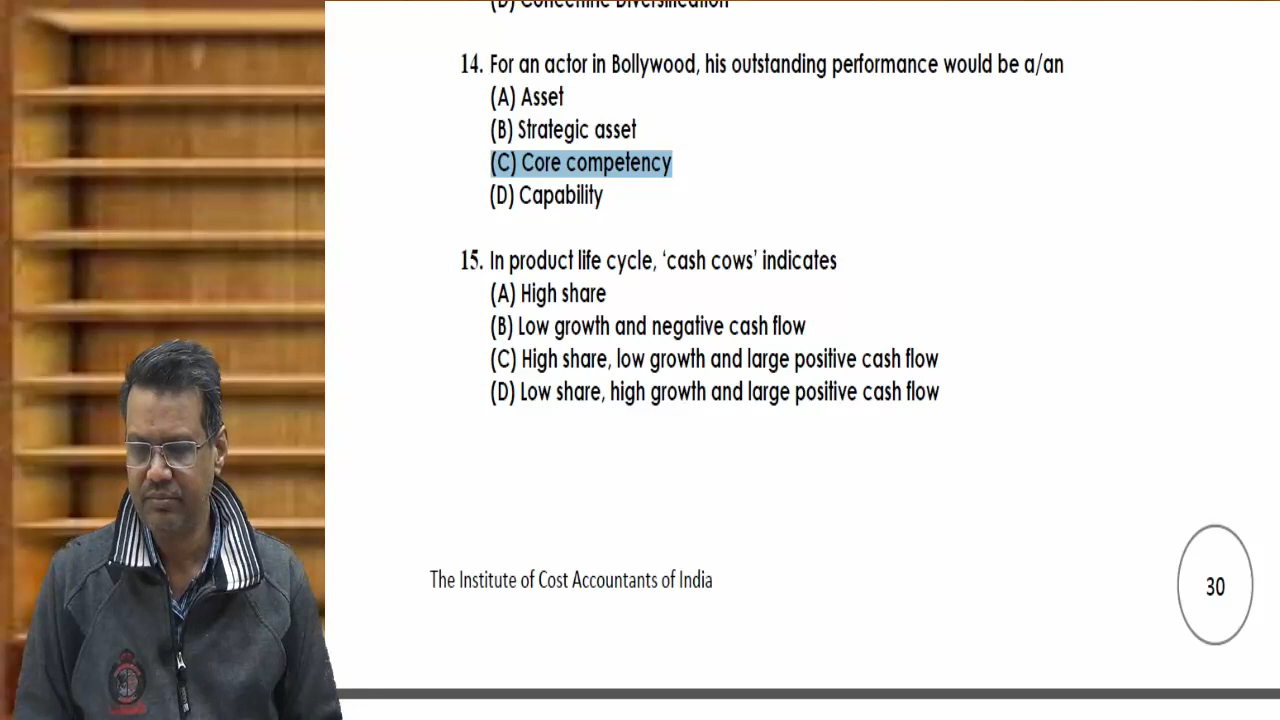 (D) Concentric Diversification
14. For an actor in Bollywood, his outstanding performance would be a/an
(A) Asset
(B) Strategic asset
(C) Core competency
(D) Capability
15. In product life cycle, ‘cash cows’ indicates
(A) High share
(B) Low growth and negative cash flow
(C) High share, low growth and large positive cash flow
(D) Low share, high growth and large positive cash flow
The Institute of Cost Accountants of India
30